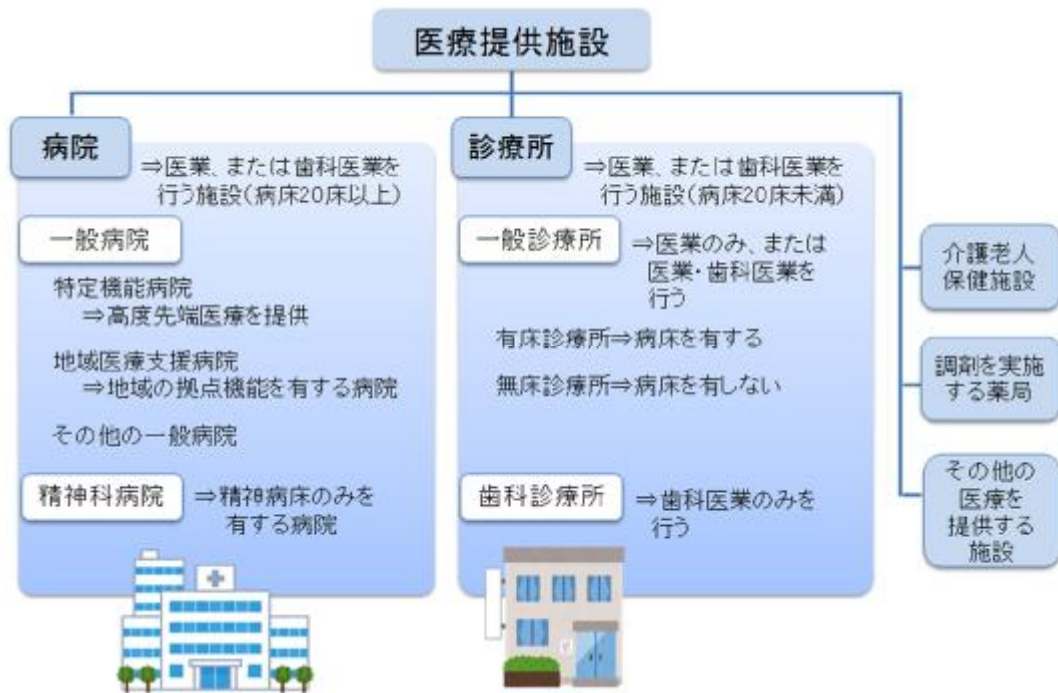 医療提供施設
病院
⇒医業、または歯科医業を
行う施設(病床20床以上)
一般病院
特定機能病院
⇒高度先端医療を提供
地域医療支援病院
⇒地域の拠点機能を有する病院
その他の一般病院
精神科病院
⇒精神病床のみを
有する病院
診療所
⇒医業、または歯科医業を
行う施設(病床20床未満)
一般診療所
⇒医業のみ、または
医業・歯科医業を
行う
有床診療所⇒病床を有する
無床診療所⇒病床を有しない
歯科診療所
⇒歯科医業のみを
行う
介護老人
保健施設
調剤を実施
する薬局
その他の
医療を
提供する
施設